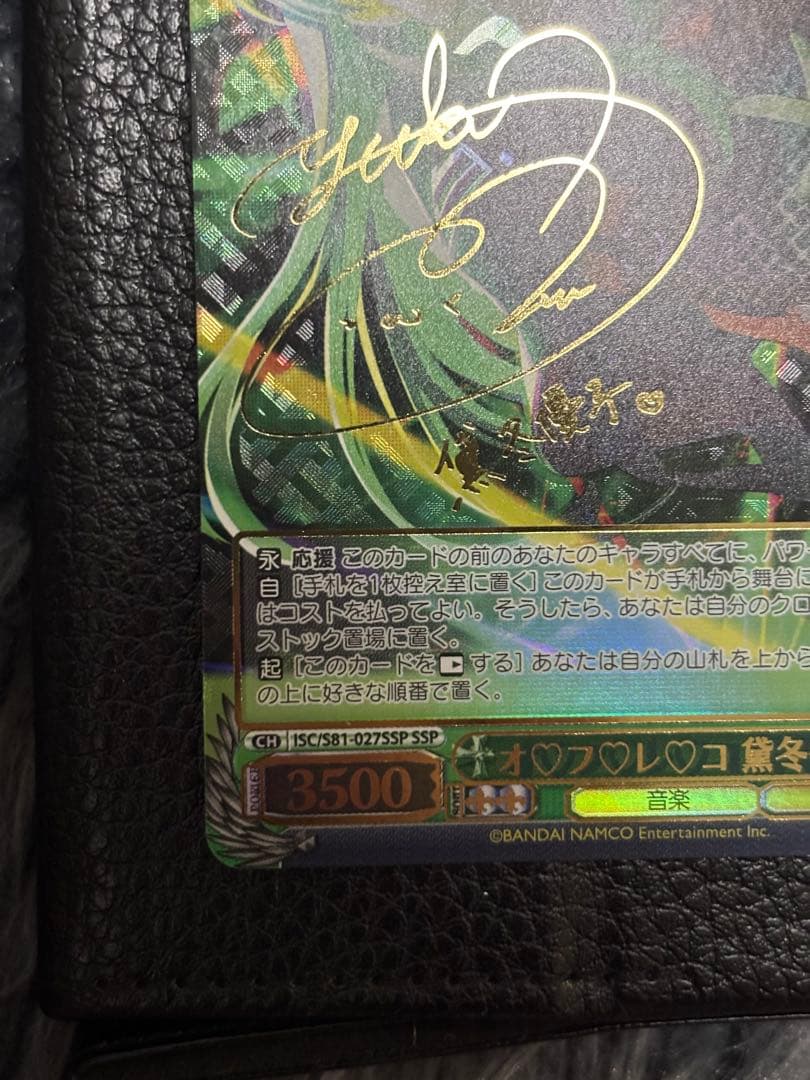 黛冬優子♡
永 応援 このカードの前のあなたのキャラすべてに、パワ
自 [手札を1枚控え室に置く] このカードが手札から舞台に
はコストを払ってよい。そうしたら、あなたは自分のクロ
ストック置場に置く。
起 [このカードを する] あなたは自分の山札を上から
の上に好きな順番で置く。
CH ISC/S81-027SSP SSP
オ♡フ♡レ♡コ 黛冬
POWER 3500 SOUL 音楽
©BANDAI NAMCO Entertainment Inc.